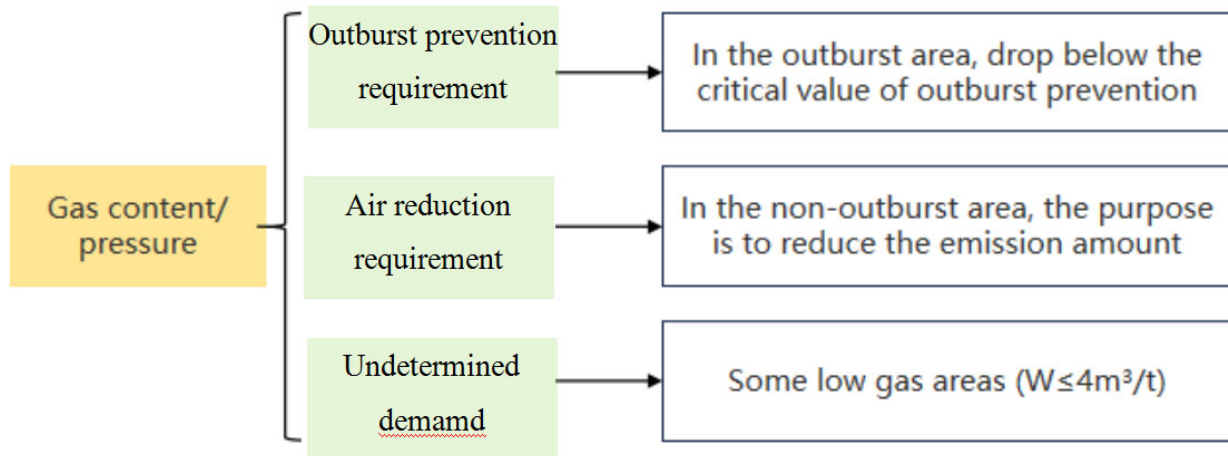 Gas content/
pressure
Outburst prevention
requirement
In the outburst area, drop below the
critical value of outburst prevention
Air reduction
requirement
In the non-outburst area, the purpose
is to reduce the emission amount
Undetermined
demamd
Some low gas areas (W≤4m³/t)